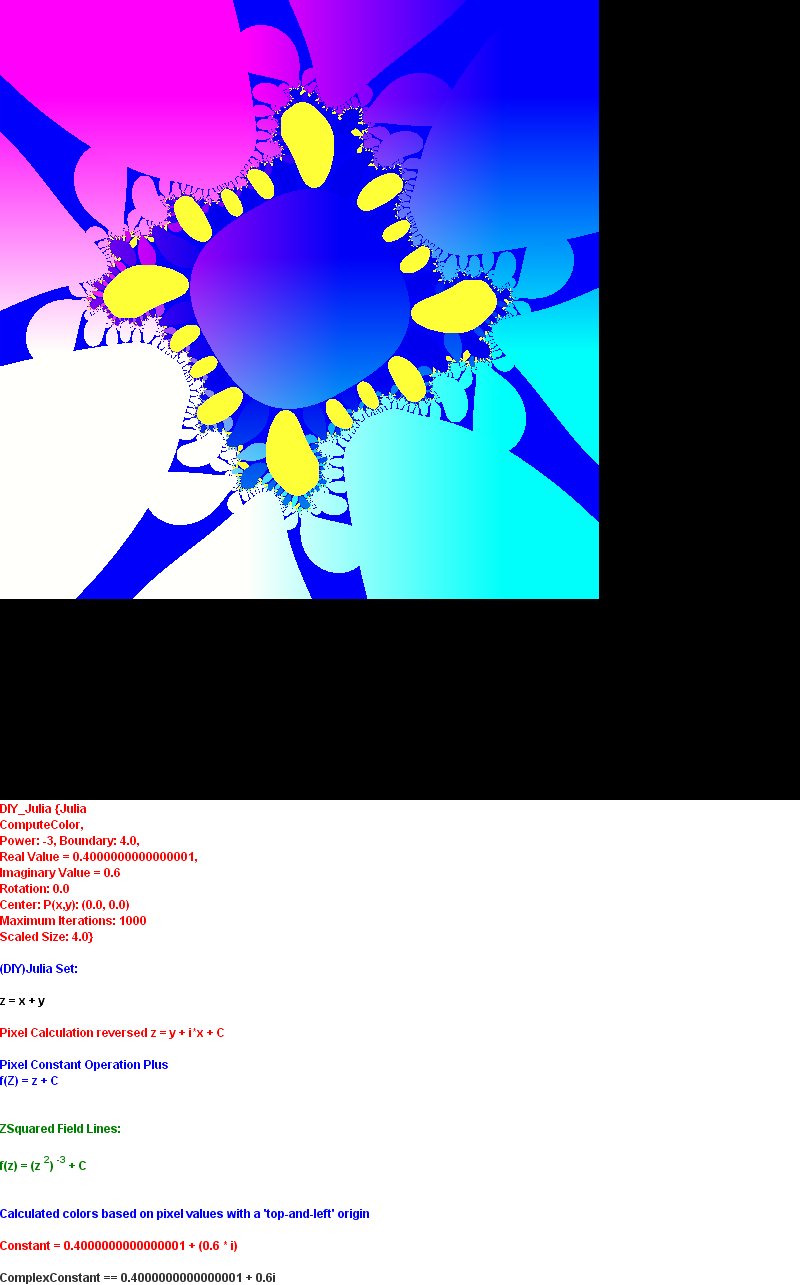 DIY_Julia {Julia
ComputeColor,
Power: -3, Boundary: 4.0,
Real Value = 0.4000000000000001,
Imaginary Value = 0.6
Rotation: 0.0
Center: P(x,y): (0.0, 0.0)
Maximum Iterations: 1000
Scaled Size: 4.0}
(DIY)Julia Set:
z = x + y
Pixel Calculation reversed z = y + i*x + C
Pixel Constant Operation Plus
f(Z) = z + C
ZSquared Field Lines:
f(z) = (z ²) ⁻³ + C
Calculated colors based on pixel values with a 'top-and-left' origin
Constant = 0.4000000000000001 + (0.6 * i)
ComplexConstant == 0.4000000000000001 + 0.6i